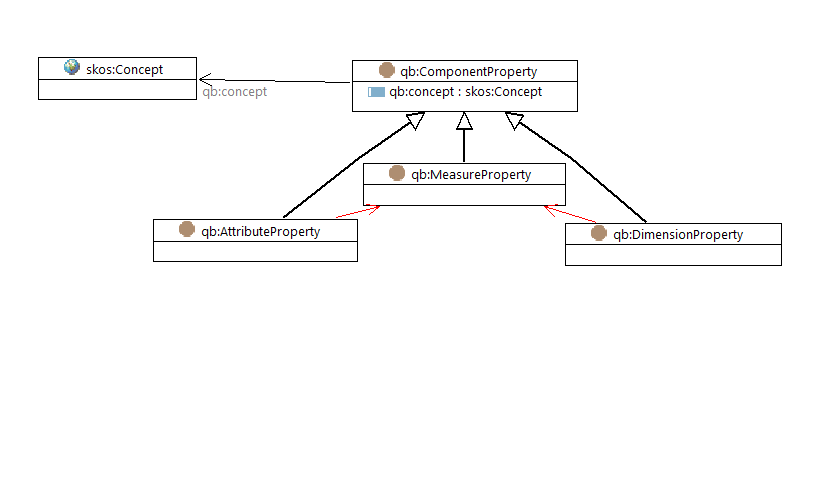 skos:Concept
qb:ComponentProperty
qb:concept : skos:Concept
qb:concept
qb:MeasureProperty
qb:AttributeProperty
qb:DimensionProperty